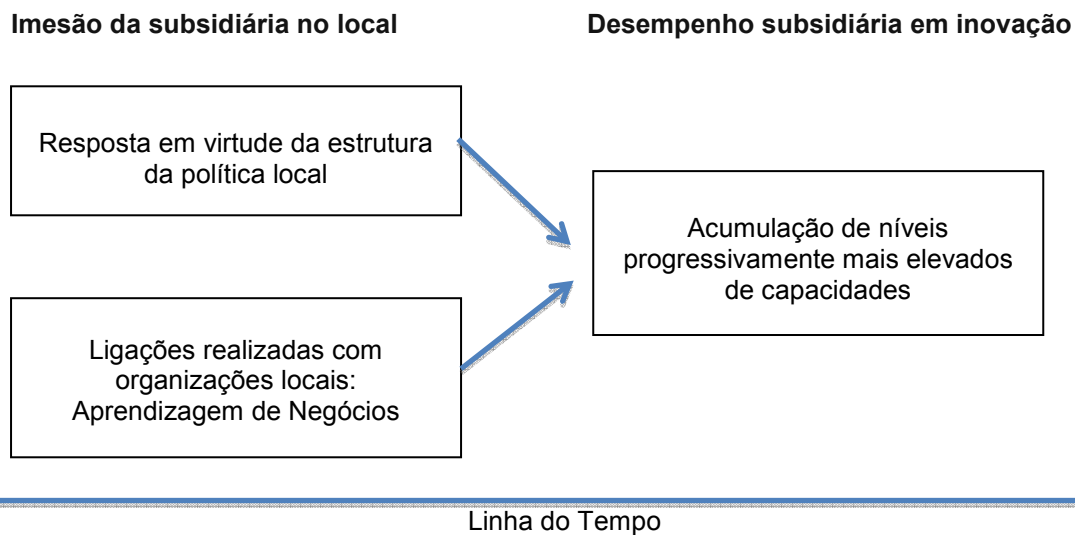 Imesão da subsidiária no local
Desempenho subsidiária em inovação
Resposta em virtude da estrutura
da política local
Ligações realizadas com
organizações locais:
Aprendizagem de Negócios
Acumulação de níveis
progressivamente mais elevados
de capacidades
Linha do Tempo